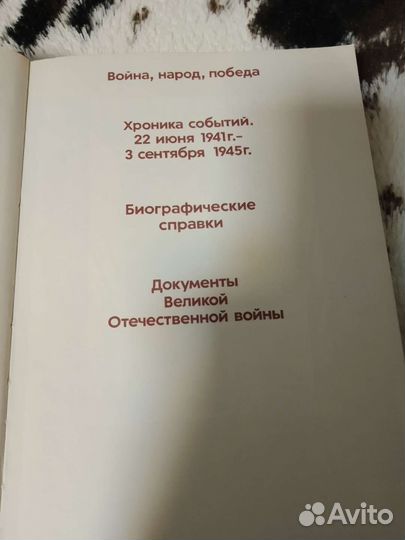 Война, народ, победа
Хроника событий.
22 июня 1941г.–
3 сентября 1945г.
Биографические
справки
Документы
Великой
Отечественной войны
Avito